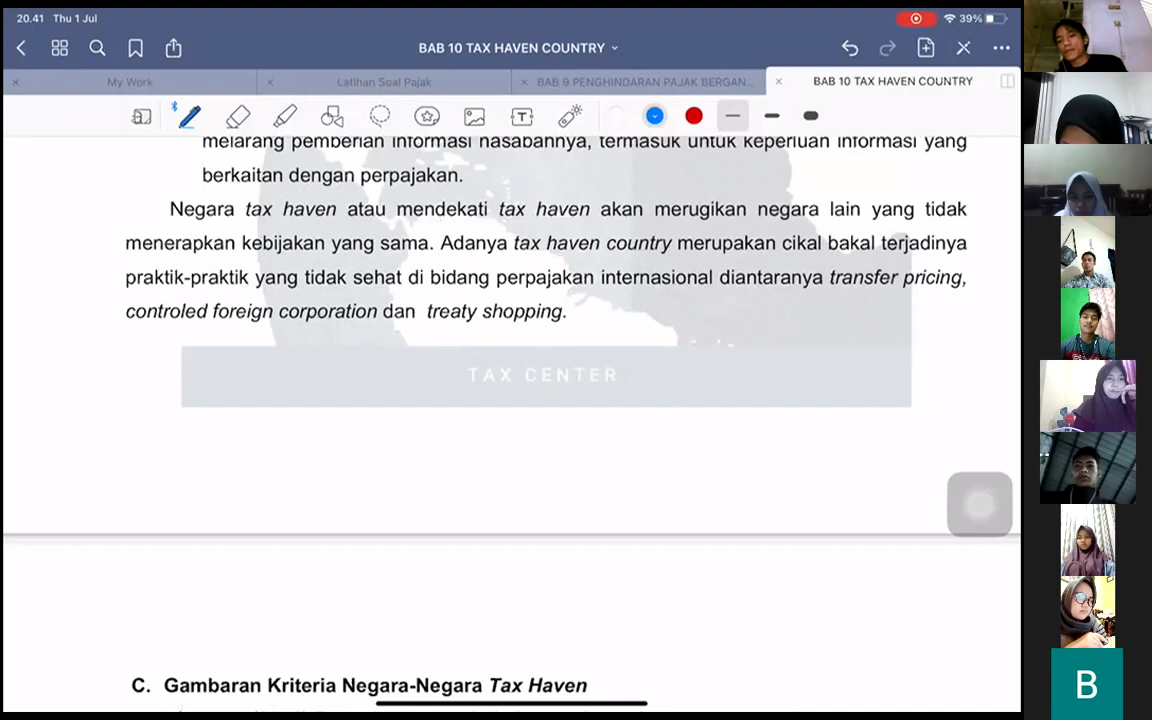 20.41 Thu 1 Jul
39%
BAB 10 TAX HAVEN COUNTRY
My Work
Latihan Soal Pajak
BAB 9 PENGHINDARAN PAJAK BERGAN...
BAB 10 TAX HAVEN COUNTRY
melarang pemberian informasi nasabahnya, termasuk untuk keperluan informasi yang
berkaitan dengan perpajakan.
Negara tax haven atau mendekati tax haven akan merugikan negara lain yang tidak
menerapkan kebijakan yang sama. Adanya tax haven country merupakan cikal bakal terjadinya
praktik-praktik yang tidak sehat di bidang perpajakan internasional diantaranya transfer pricing,
controled foreign corporation dan treaty shopping.
TAX CENTER
C. Gambaran Kriteria Negara-Negara Tax Haven
B